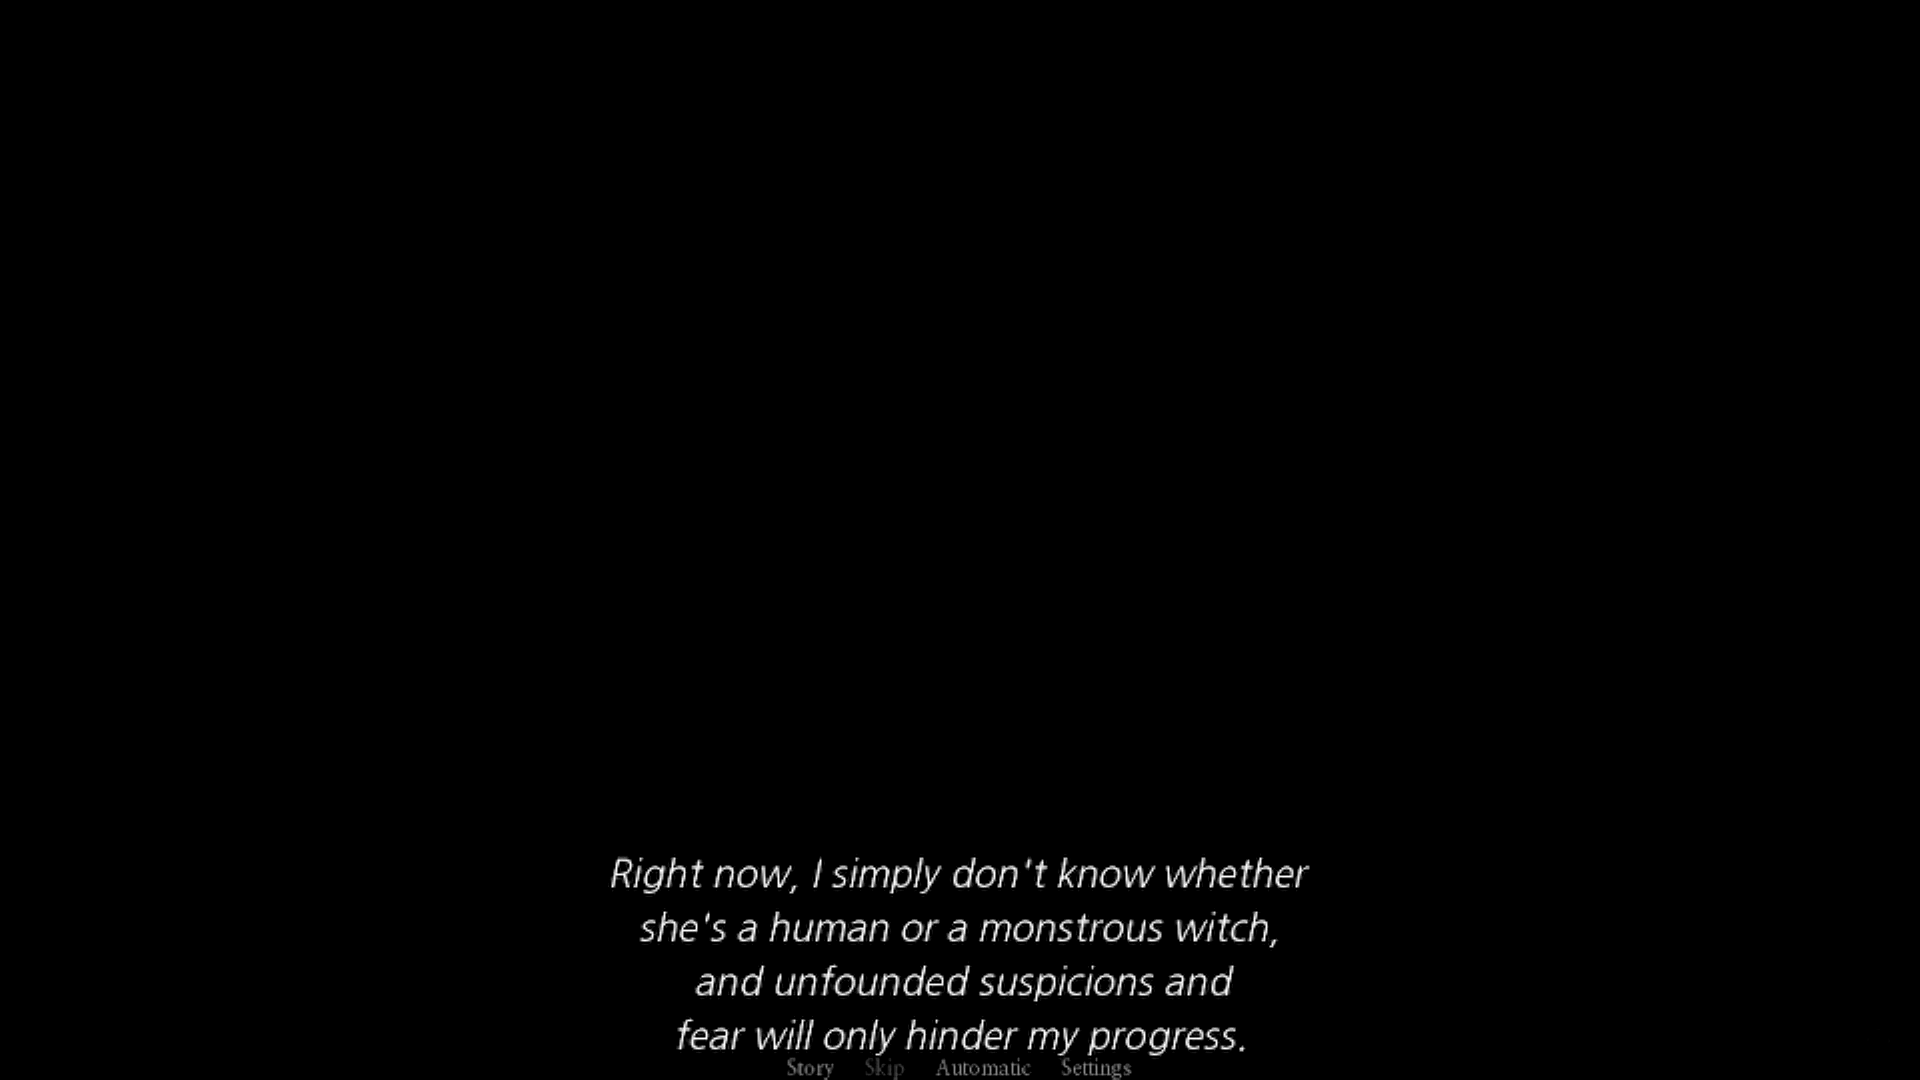 Right now, I simply don't know whether
she's a human or a monstrous witch,
and unfounded suspicions and
fear will only hinder my progress.
Story Skip Automatic Settings